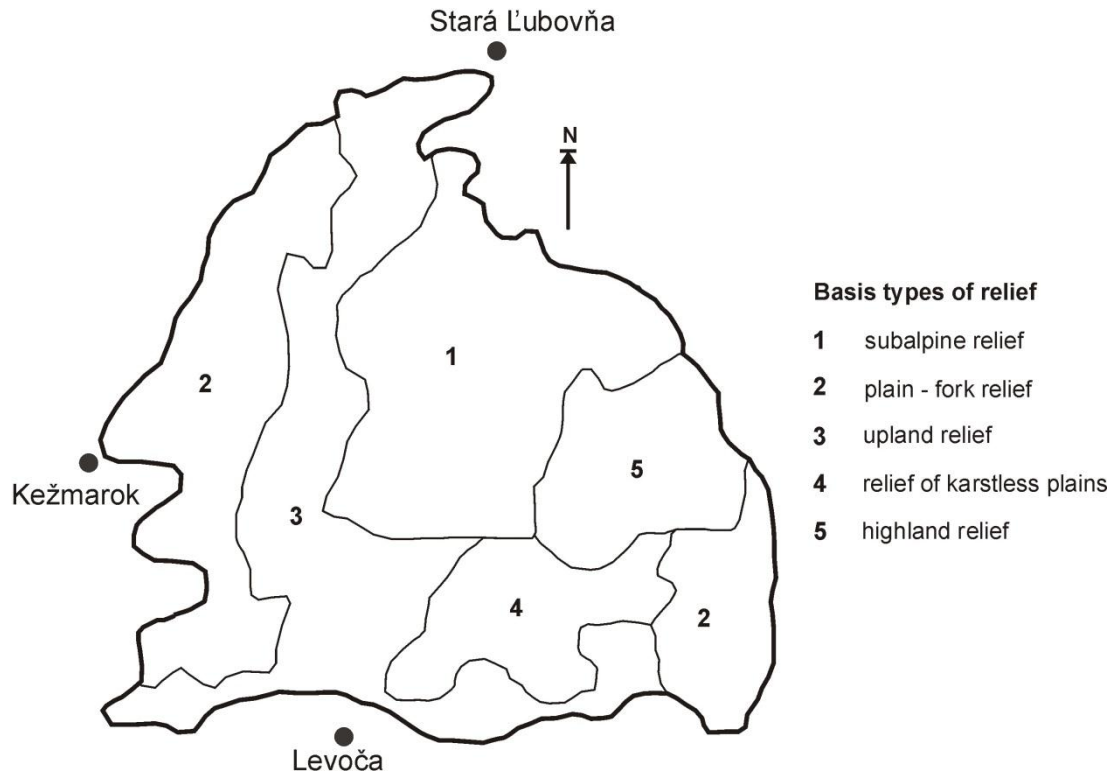 Stará Ľubovňa
N
1
2
5
3
4
2
Kežmarok
Levoča
Basis types of relief
1 subalpine relief
2 plain - fork relief
3 upland relief
4 relief of karstless plains
5 highland relief